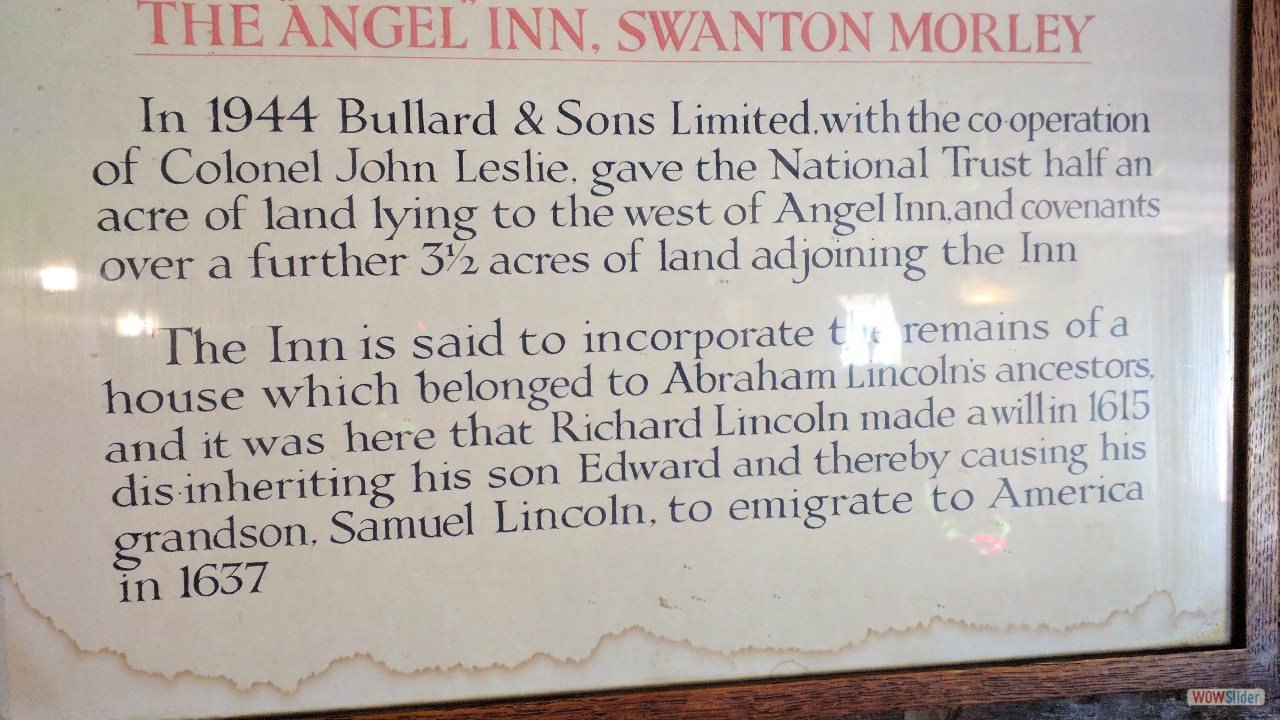 THE "ANGEL" INN, SWANTON MORLEY
In 1944 Bullard & Sons Limited, with the co-operation
of Colonel John Leslie, gave the National Trust half an
acre of land lying to the west of Angel Inn, and covenants
over a further 3½ acres of land adjoining the Inn
The Inn is said to incorporate the remains of a
house which belonged to Abraham Lincoln's ancestors,
and it was here that Richard Lincoln made a will in 1615
dis-inheriting his son Edward and thereby causing his
grandson, Samuel Lincoln, to emigrate to America
in 1637
WOWSlider